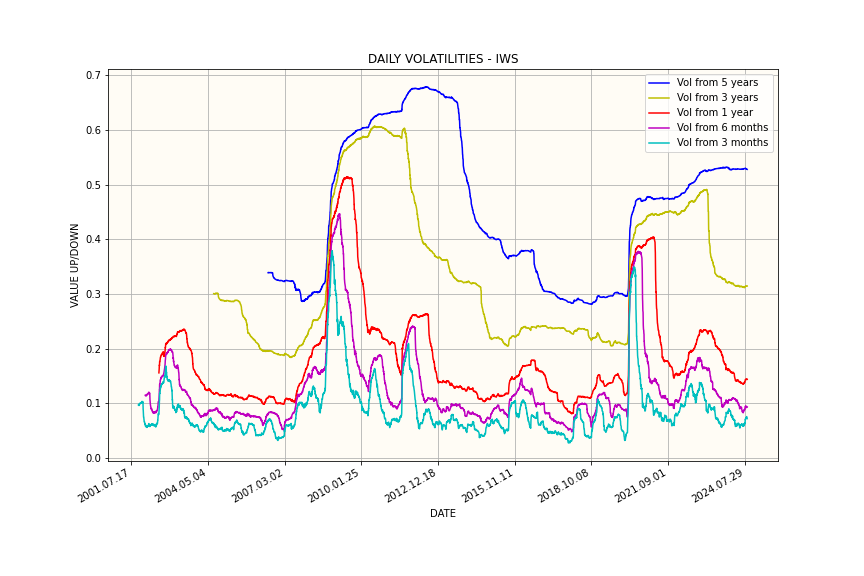 DAILY VOLATILITIES - IWS
VALUE UP/DOWN
0.7
0.6
0.5
0.4
0.3
0.2
0.1
0.0
Vol from 5 years
Vol from 3 years
Vol from 1 year
Vol from 6 months
Vol from 3 months
2001.07.17
2004.05.04
2007.03.02
2010.01.25
2012.12.18
2015.11.11
2018.10.08
2021.09.01
2024.07.29
DATE